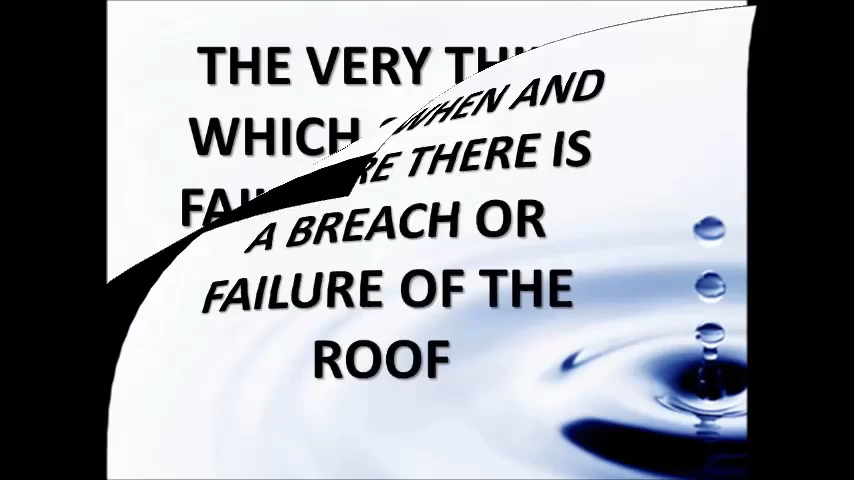 THE VERY
WHICH
WHEN AND
THERE IS
A BREACH OR
FAILURE OF THE
ROOF